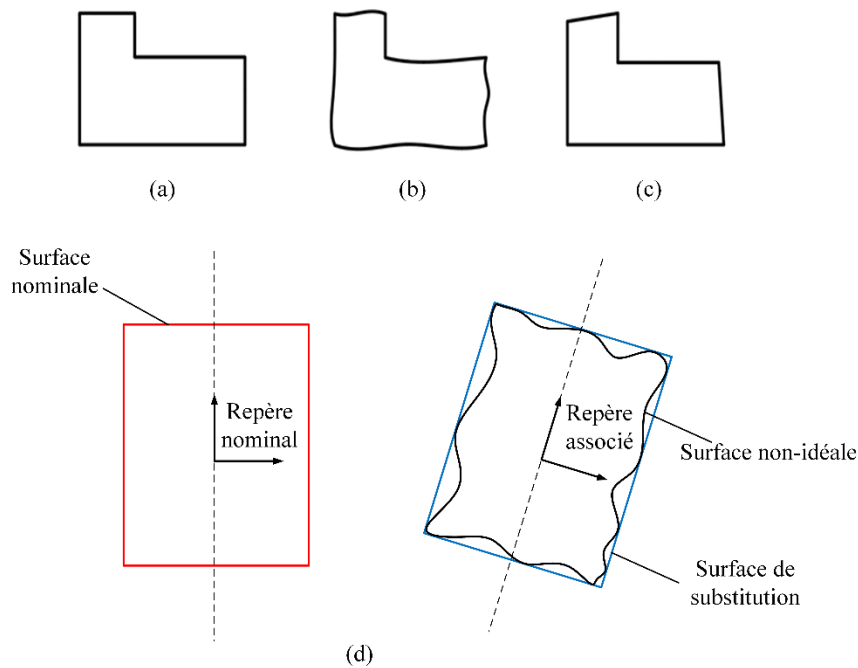 (a)
(b)
(c)
Surface
nominale
Repère
nominal
Repère
associé
Surface non-idéale
Surface de
substitution
(d)